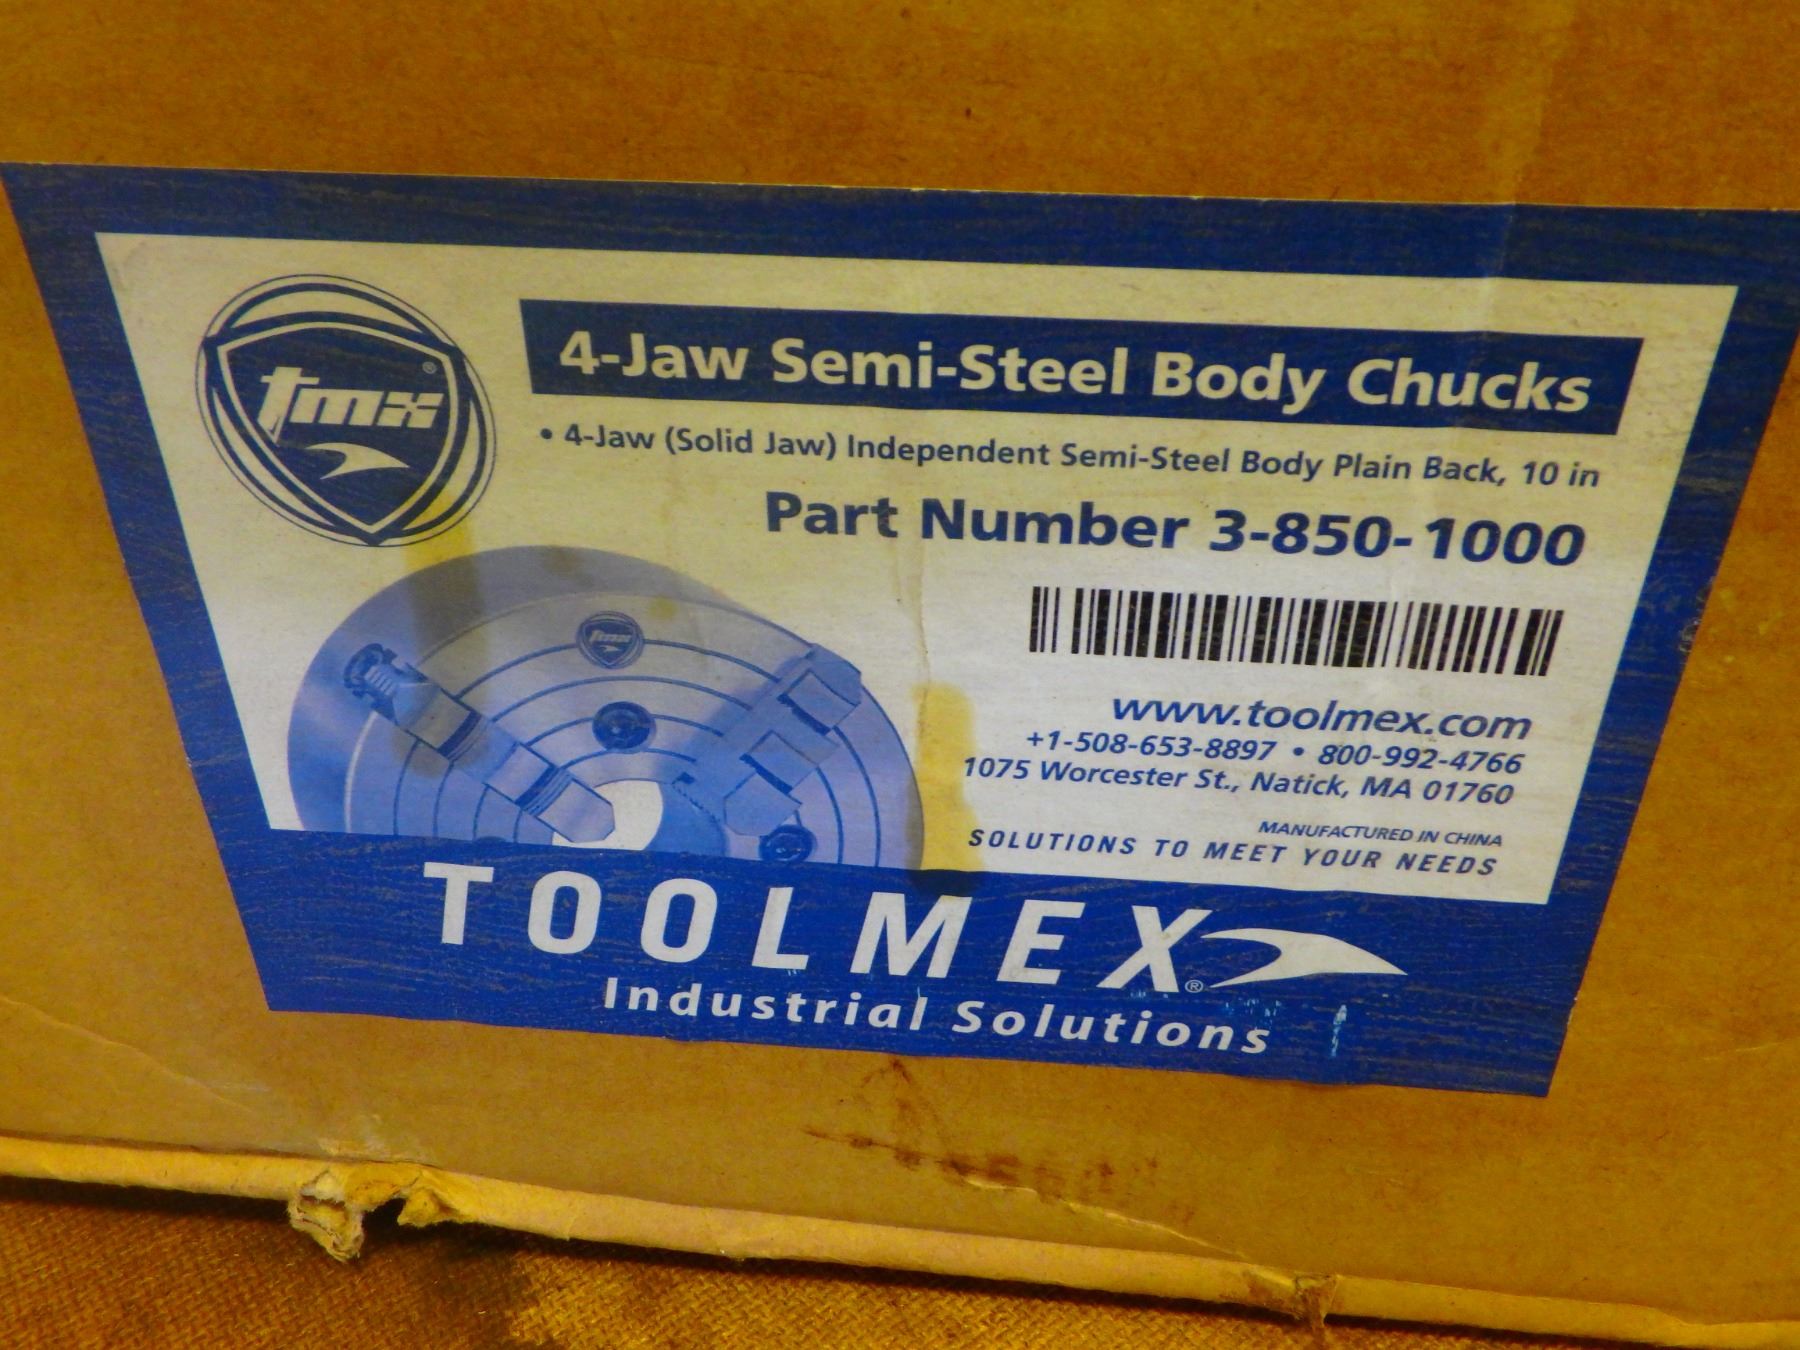 tmx®
4-Jaw Semi-Steel Body Chucks
• 4-Jaw (Solid Jaw) Independent Semi-Steel Body Plain Back, 10 in
Part Number 3-850-1000
tmx
www.toolmex.com
+1-508-653-8897 • 800-992-4766
1075 Worcester St., Natick, MA 01760
MANUFACTURED IN CHINA
SOLUTIONS TO MEET YOUR NEEDS
TOOLMEX®
Industrial Solutions